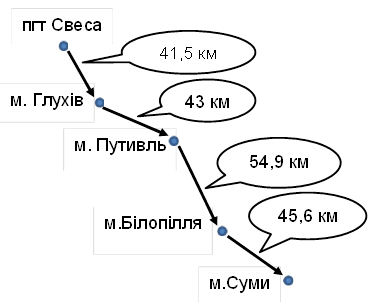 пгт Свеса
41,5 км
м. Глухів
43 км
м. Путивль
54,9 км
м.Білопілля
45,6 км
м.Суми